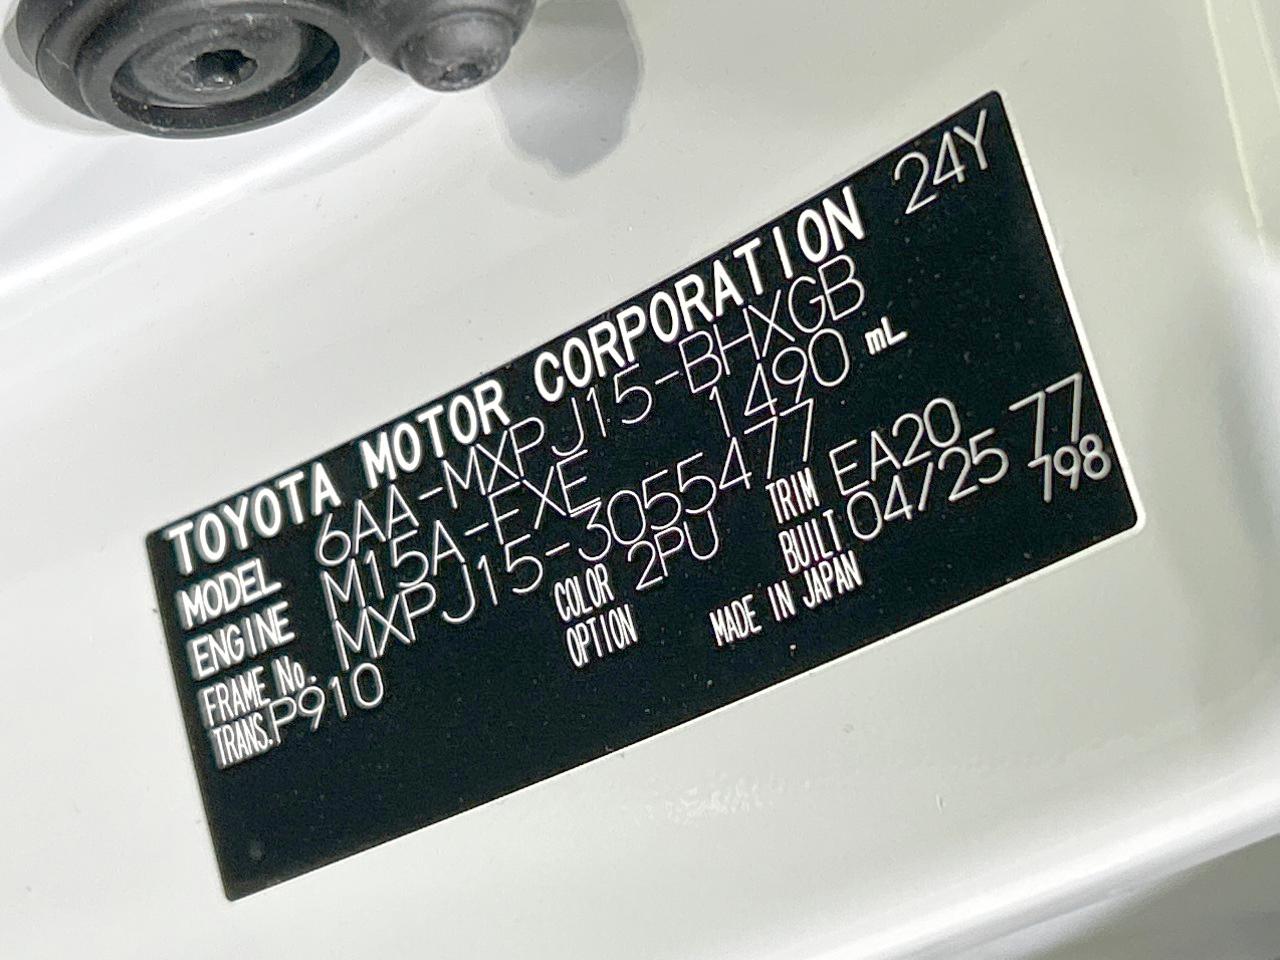 TOYOTA MOTOR CORPORATION 24Y
MODEL 6AA-MXPJ15-BHXGB
ENGINE M15A-FXE 1490 mL
FRAME No. MXPJ15-3055477
TRANS. P910 COLOR 2PU TRIM EA20 77
OPTION BUILT 04/25 798
MADE IN JAPAN